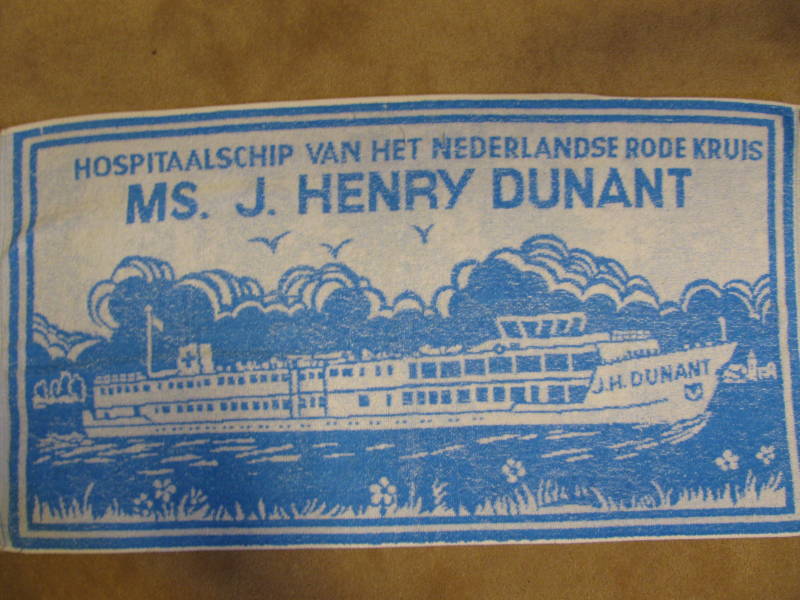 HOSPITAALSCHIP VAN HET NEDERLANDSE RODE KRUIS
MS. J. HENRY DUNANT
J.H. DUNANT